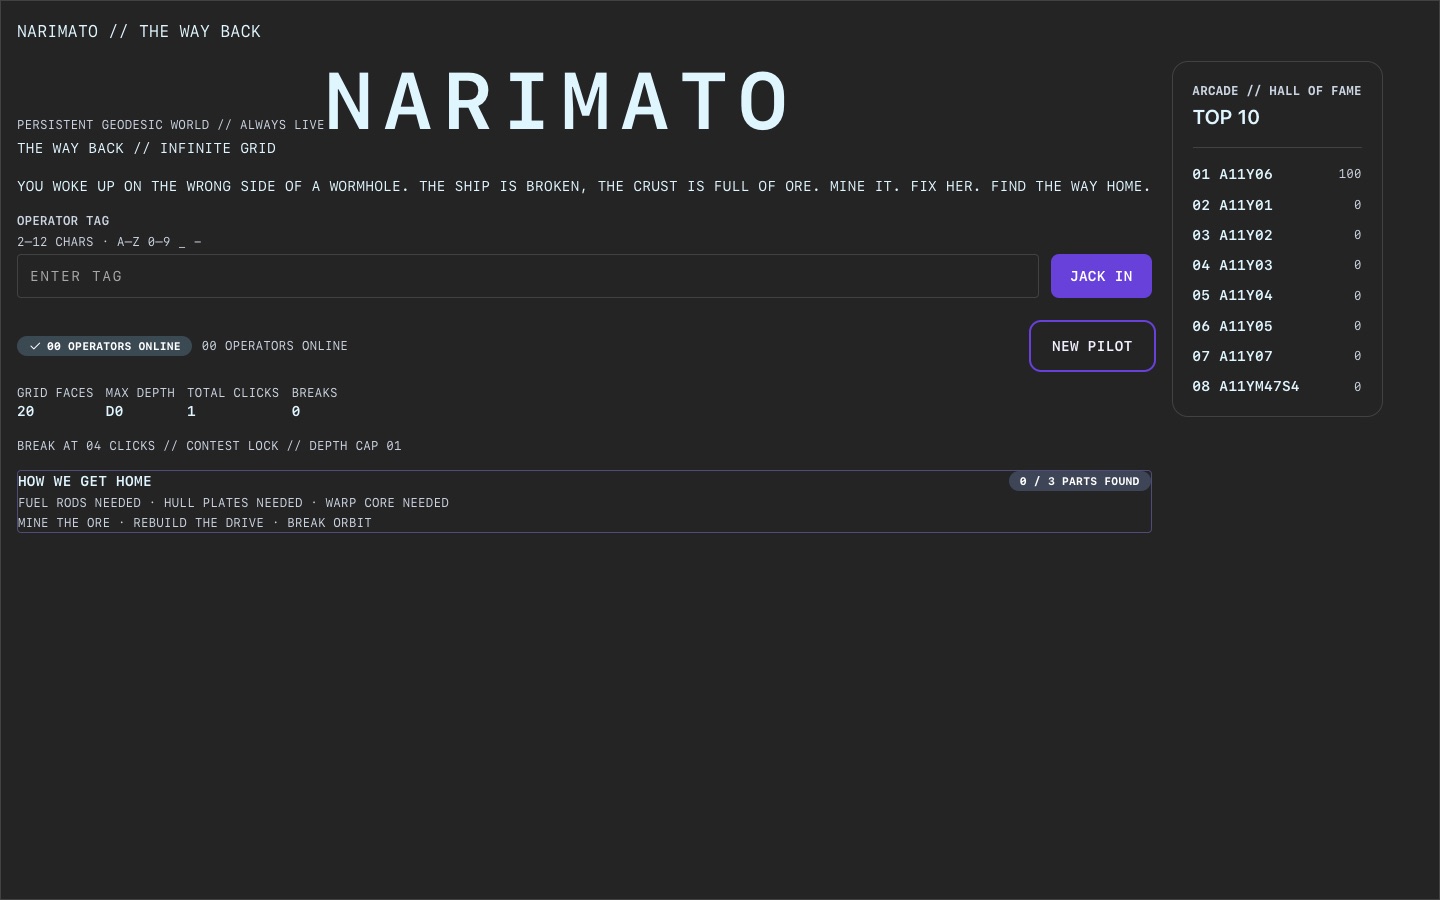 NARIMATO // THE WAY BACK
PERSISTENT GEODESIC WORLD // ALWAYS LIVE NARIMATO
THE WAY BACK // INFINITE GRID
YOU WOKE UP ON THE WRONG SIDE OF A WORMHOLE. THE SHIP IS BROKEN, THE CRUST IS FULL OF ORE. MINE IT. FIX HER. FIND THE WAY HOME.
OPERATOR TAG
2–12 CHARS · A–Z 0–9 _ –
ENTER TAG
JACK IN
✓ 00 OPERATORS ONLINE 00 OPERATORS ONLINE
NEW PILOT
GRID FACES MAX DEPTH TOTAL CLICKS BREAKS
20 D0 1 0
BREAK AT 04 CLICKS // CONTEST LOCK // DEPTH CAP 01
HOW WE GET HOME
0 / 3 PARTS FOUND
FUEL RODS NEEDED · HULL PLATES NEEDED · WARP CORE NEEDED
MINE THE ORE · REBUILD THE DRIVE · BREAK ORBIT
ARCADE // HALL OF FAME
TOP 10
01 A11Y06 100
02 A11Y01 0
03 A11Y02 0
04 A11Y03 0
05 A11Y04 0
06 A11Y05 0
07 A11Y07 0
08 A11YM47S4 0